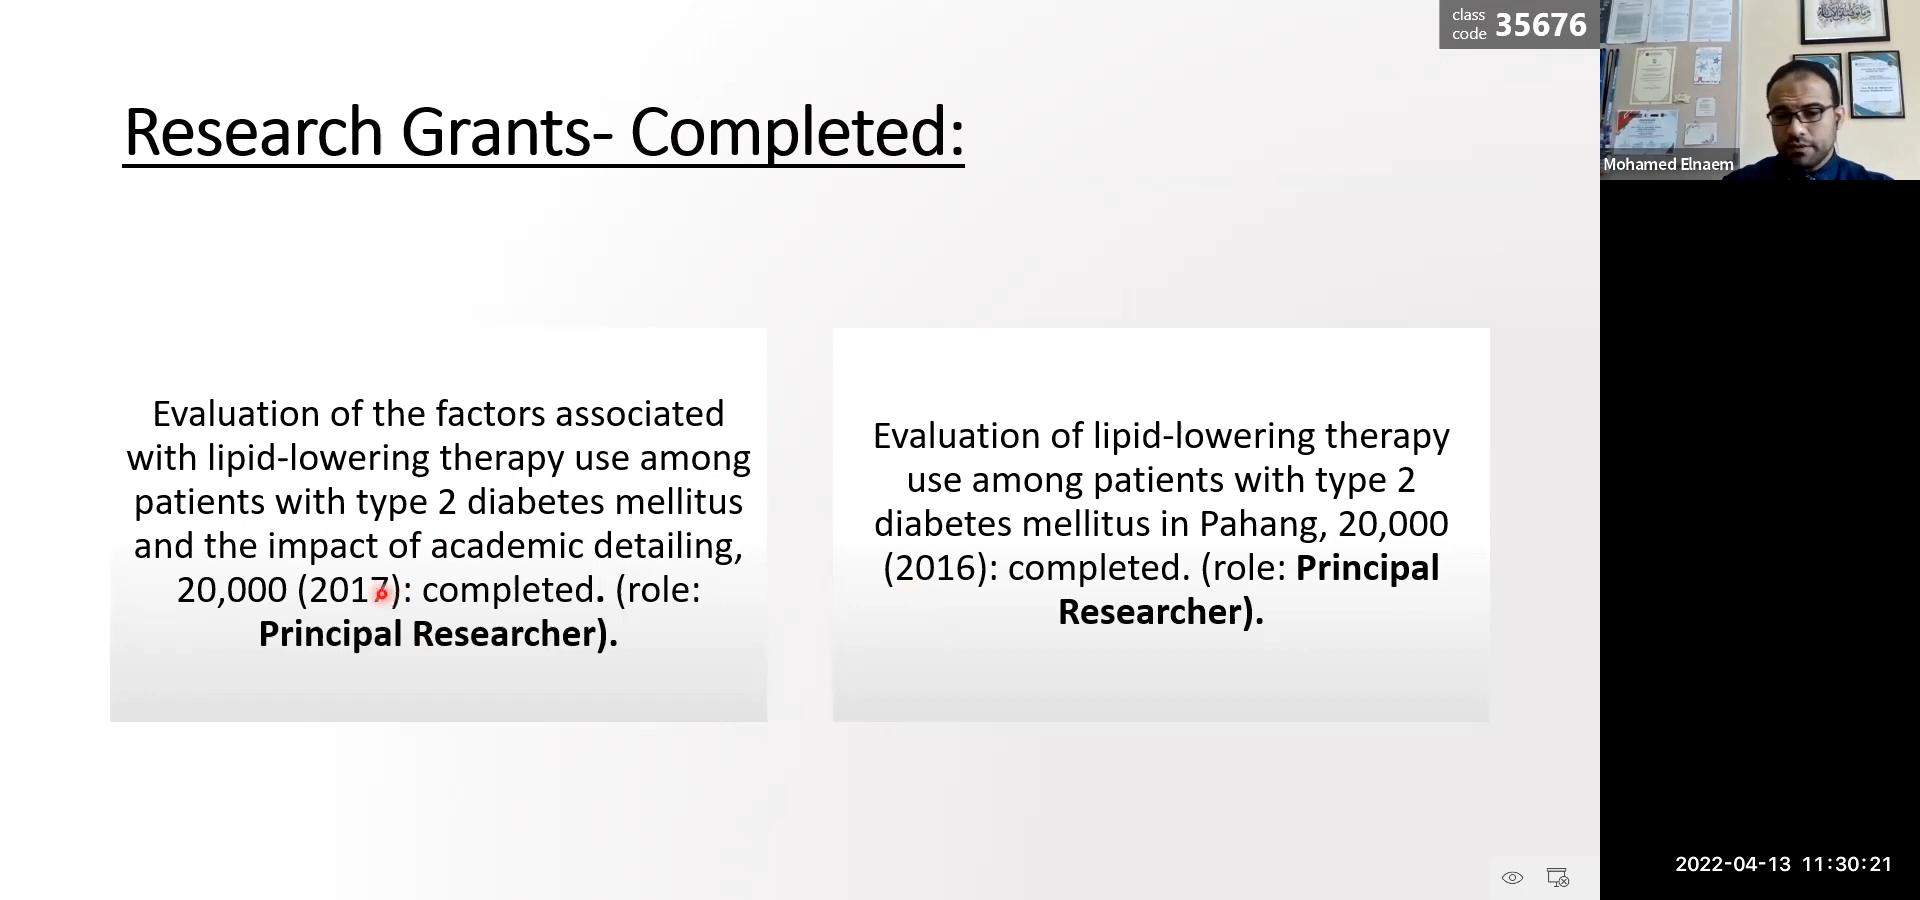 class
code 35676
Research Grants- Completed:
Evaluation of the factors associated
with lipid-lowering therapy use among
patients with type 2 diabetes mellitus
and the impact of academic detailing,
20,000 (2017): completed. (role:
Principal Researcher).
Evaluation of lipid-lowering therapy
use among patients with type 2
diabetes mellitus in Pahang, 20,000
(2016): completed. (role: Principal
Researcher).
Mohamed Elnaem
2022-04-13 11:30:21